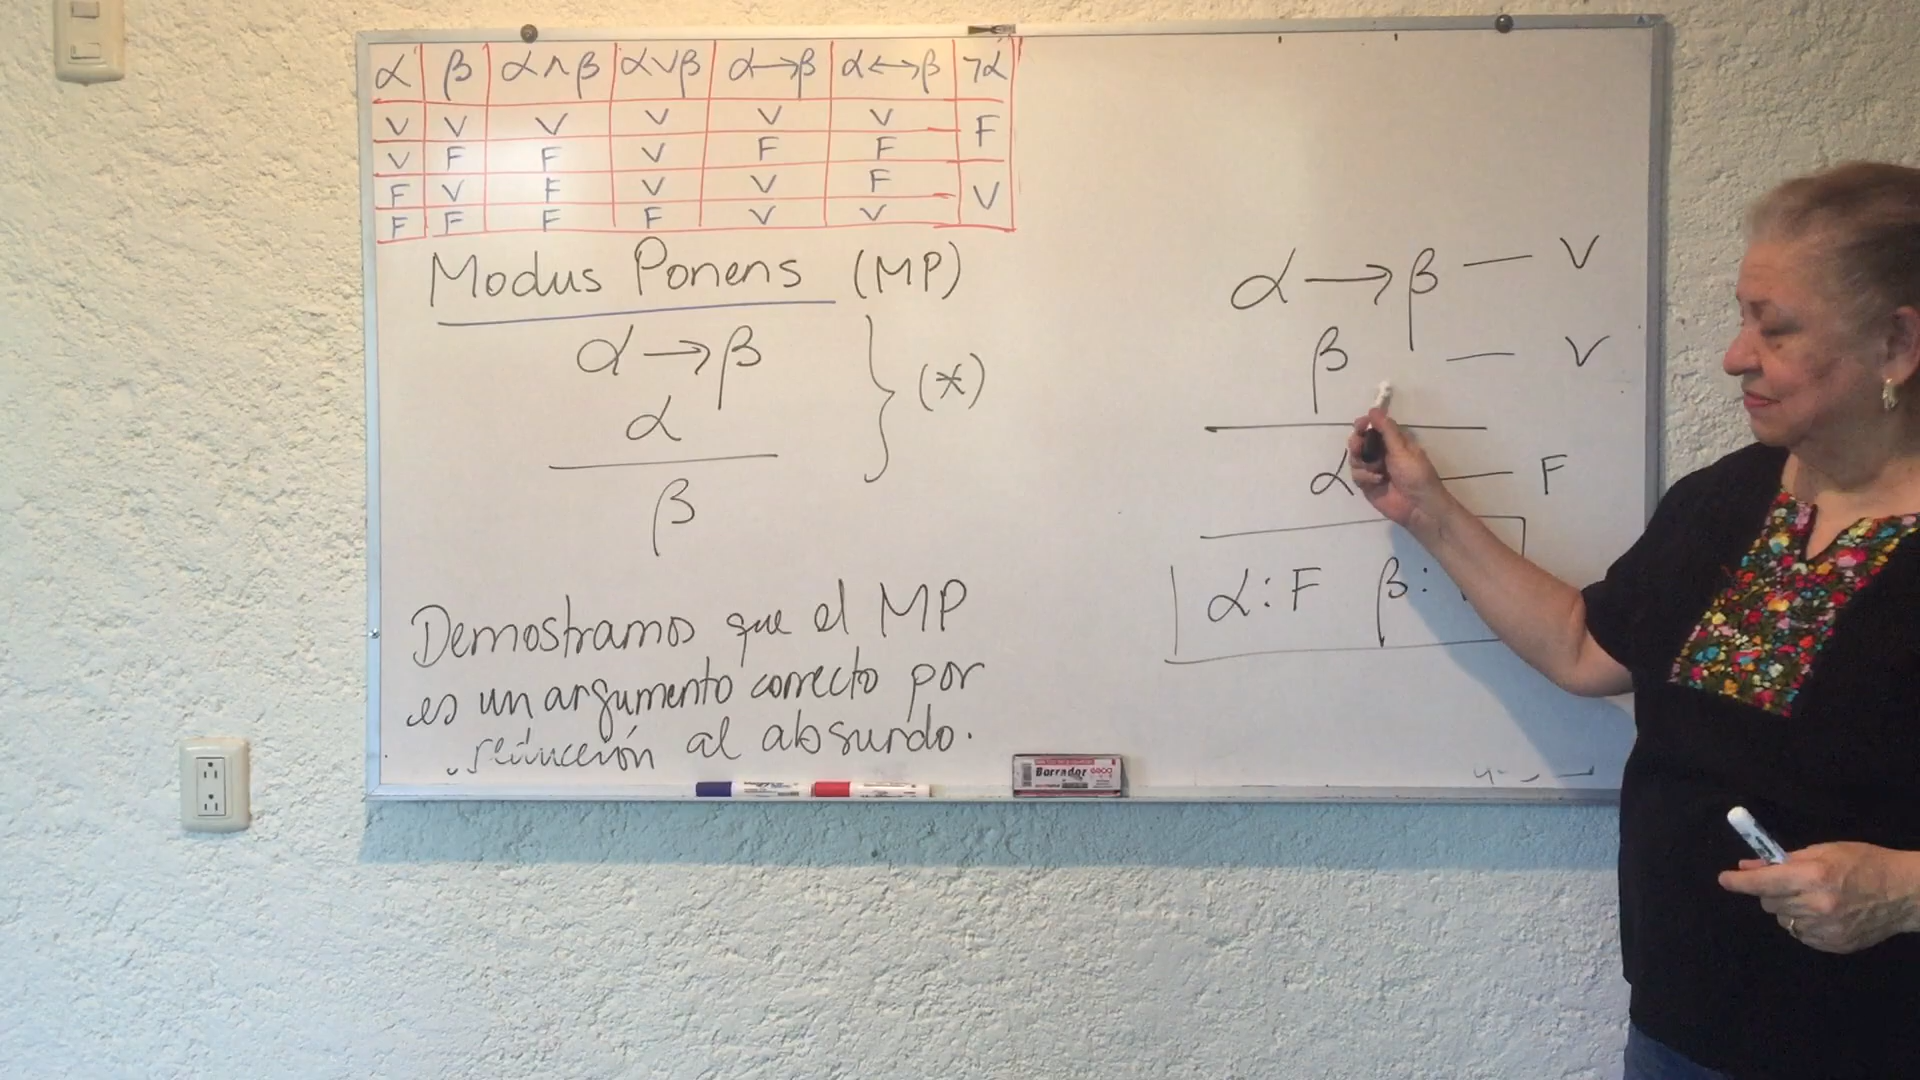 α β α∧β α∨β α→β α↔β ¬α
V V V V V V F
V F F V F F
F V F V V F V
F F F F V V
Modus Ponens (MP)
α→β
α
(*)
β
Demostramos que el MP
es un argumento correcto por
reducción al absurdo.
α→β — V
β — V
α — F
α: F β:
Borrador